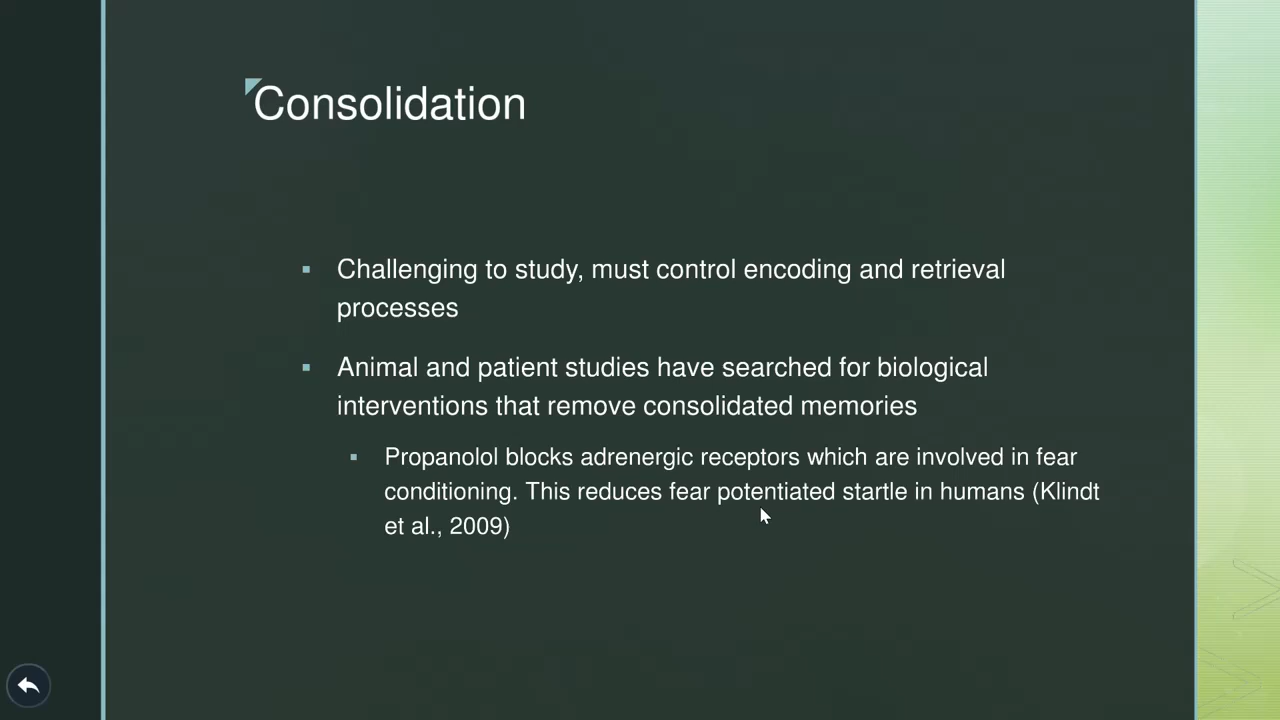 Consolidation
Challenging to study, must control encoding and retrieval
processes
Animal and patient studies have searched for biological
interventions that remove consolidated memories
Propanolol blocks adrenergic receptors which are involved in fear
conditioning. This reduces fear potentiated startle in humans (Klindt
et al., 2009)